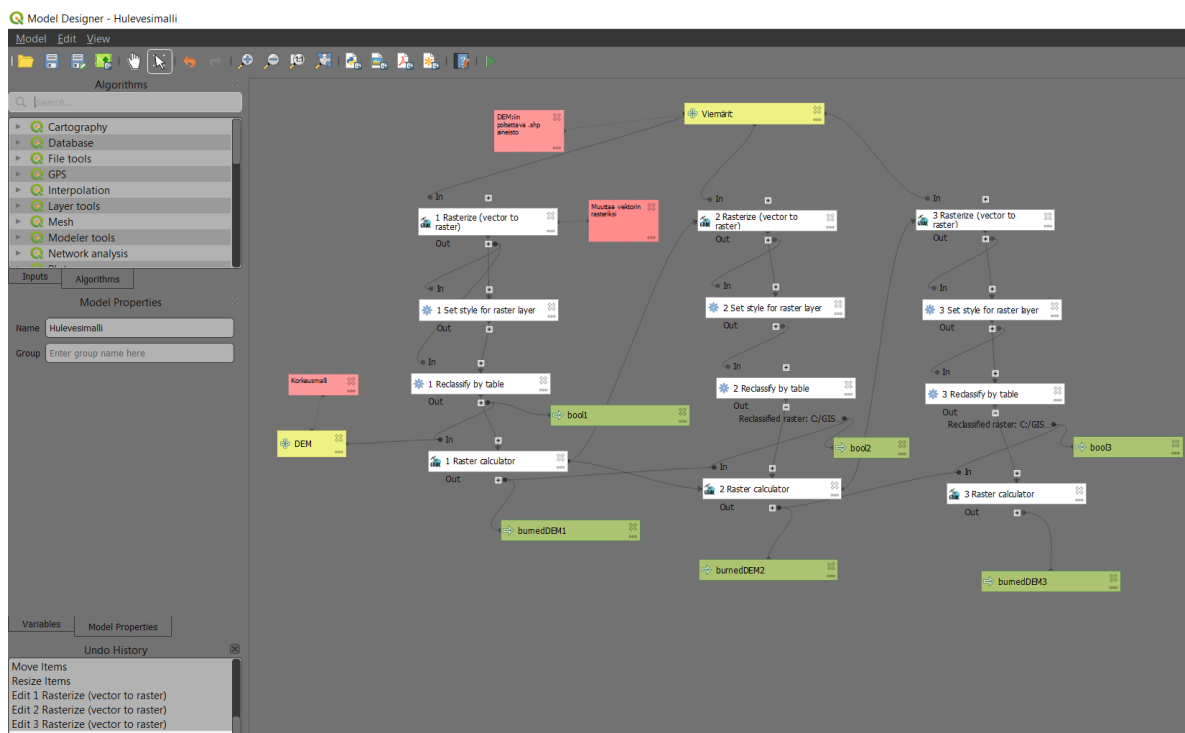 Model Designer - Hulevesimalli
Model Edit View
Algorithms
Search...
Cartography
Database
File tools
GPS
Interpolation
Layer tools
Mesh
Modeler tools
Network analysis
Inputs Algorithms
Model Properties
Name Hulevesimalli
Group Enter group name here
Variables Model Properties
Undo History
Move Items
Resize Items
Edit 1 Rasterize (vector to raster)
Edit 2 Rasterize (vector to raster)
Edit 3 Rasterize (vector to raster)
DEM:iin
poltettava .shp
aineisto
Viemärit
In
1 Rasterize (vector to
raster)
Out
Muuttaa vektorin
rasteriksi
In
2 Rasterize (vector to
raster)
Out
In
3 Rasterize (vector to
raster)
Out
In
1 Set style for raster layer
Out
In
2 Set style for raster layer
Out
In
3 Set style for raster layer
Out
Korkeusmalli
DEM
In
1 Reclassify by table
Out
bool1
In
2 Reclassify by table
Out
Reclassified raster: C:/GIS...
bool2
In
3 Reclassify by table
Out
Reclassified raster: C:/GIS...
bool3
In
1 Raster calculator
Out
burnedDEM1
In
2 Raster calculator
Out
burnedDEM2
In
3 Raster calculator
Out
burnedDEM3